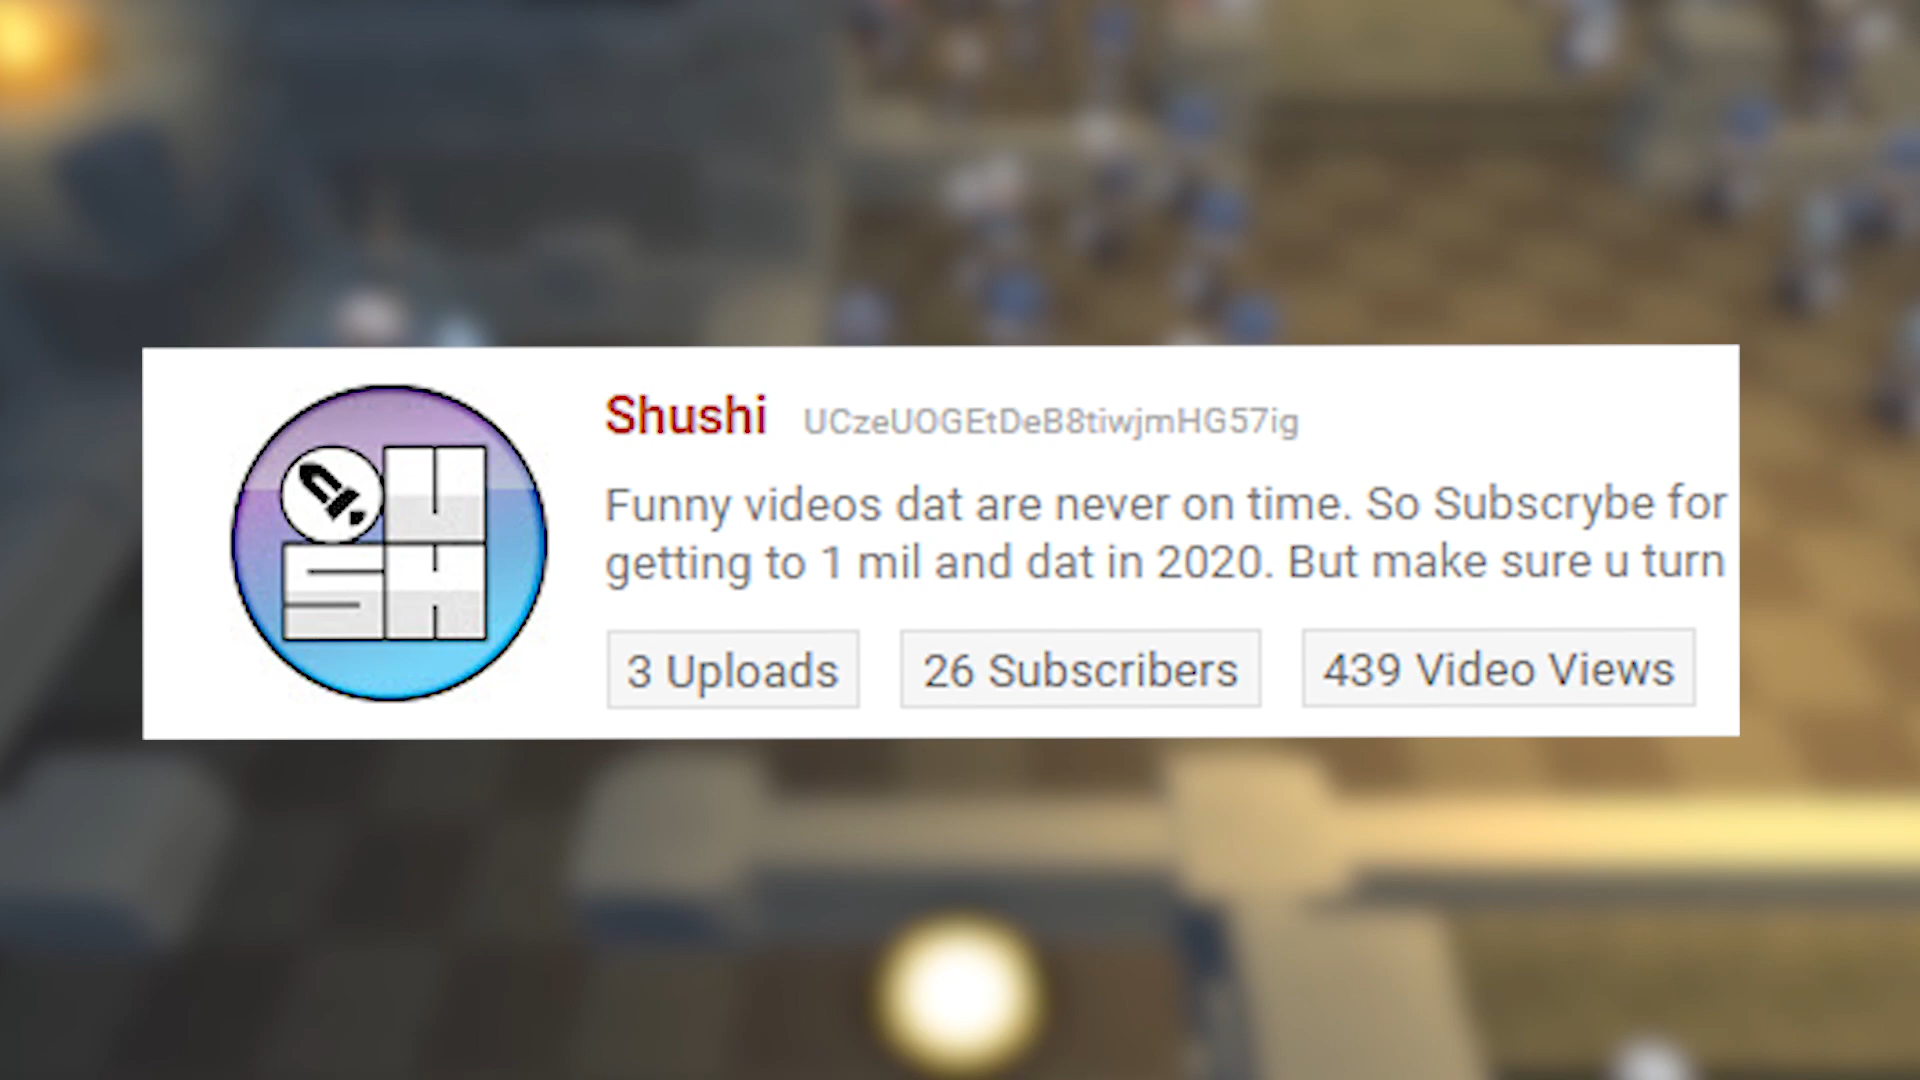 Shushi UCzeUOGEtDeB8tiwjmHG57ig
Funny videos dat are never on time. So Subscrybe for
getting to 1 mil and dat in 2020. But make sure u turn
3 Uploads 26 Subscribers 439 Video Views
U
SH